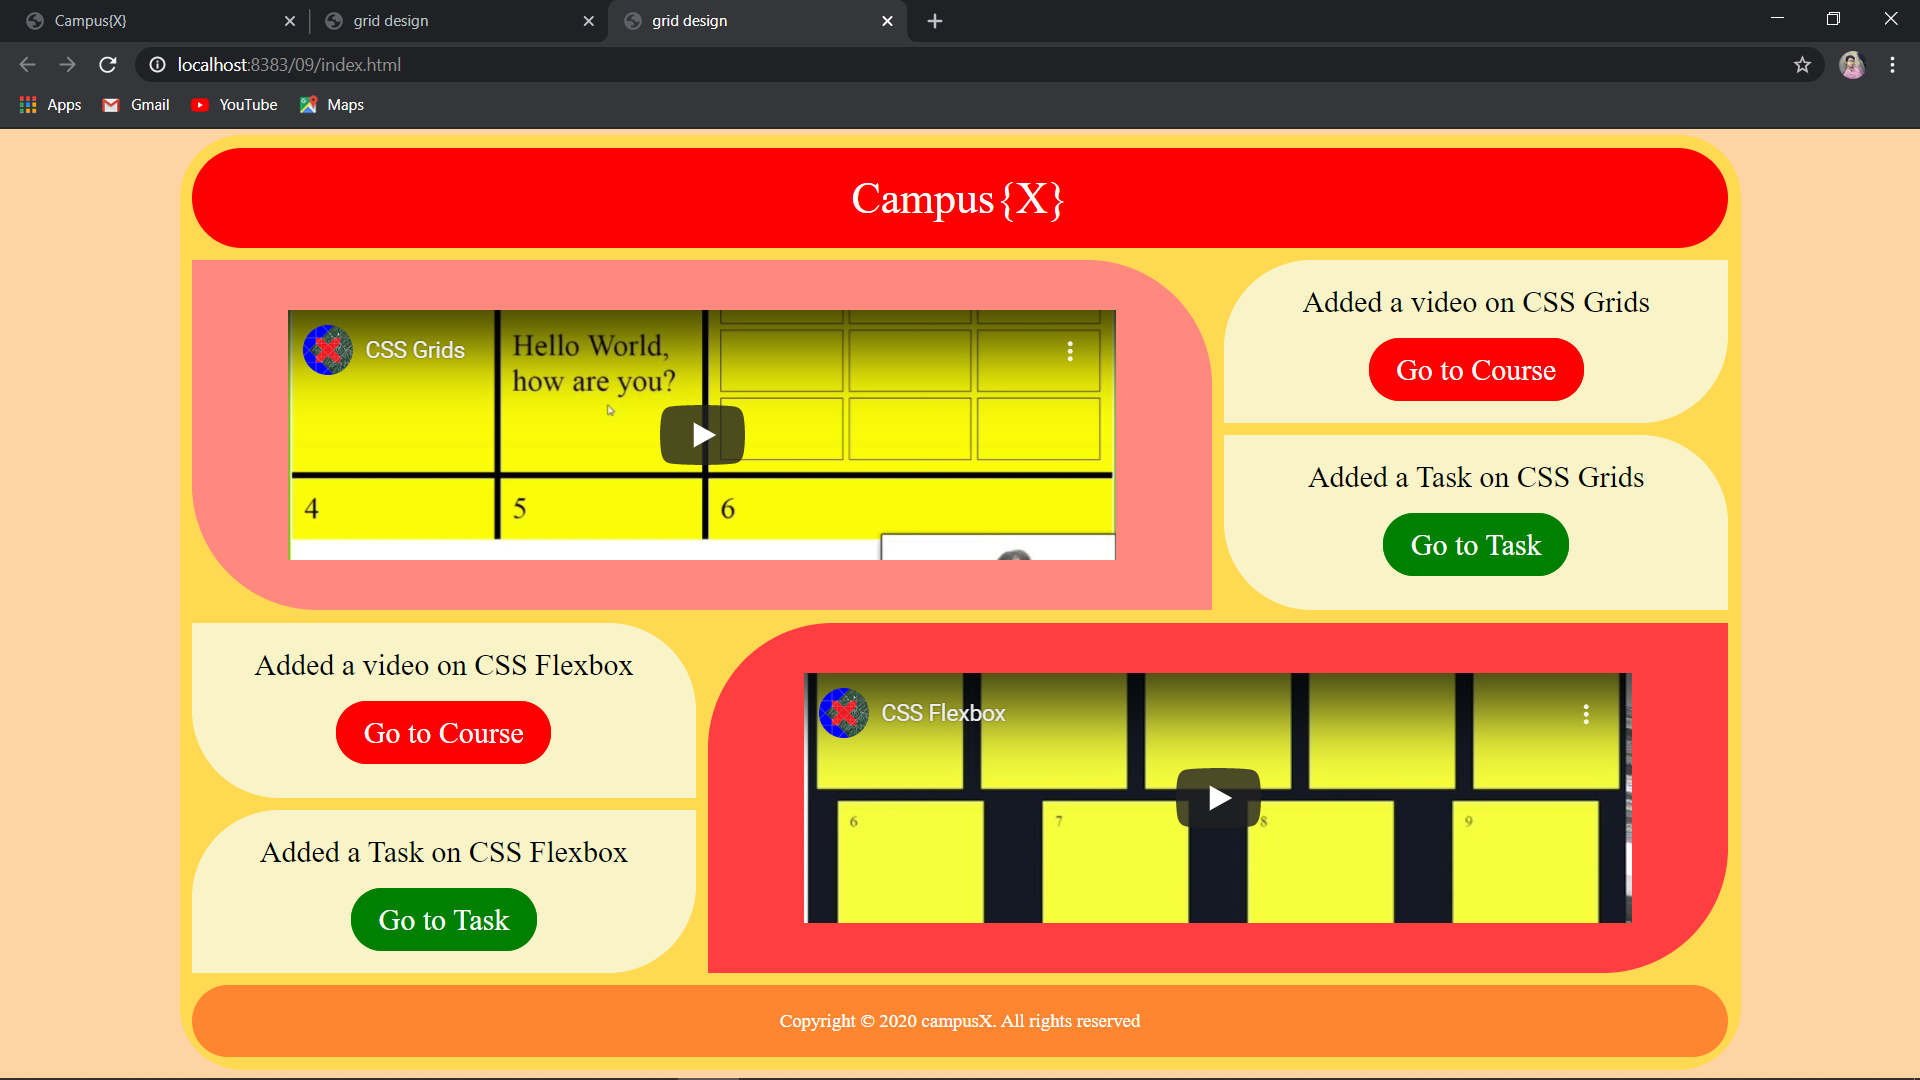 Campus{X}
grid design
grid design
localhost:8383/09/index.html
Apps
Gmail
YouTube
Maps
Campus{X}
CSS Grids
Hello World,
how are you?
4
5
6
Added a video on CSS Grids
Go to Course
Added a Task on CSS Grids
Go to Task
Added a video on CSS Flexbox
Go to Course
Added a Task on CSS Flexbox
Go to Task
CSS Flexbox
6
7
8
9
Copyright © 2020 campusX. All rights reserved